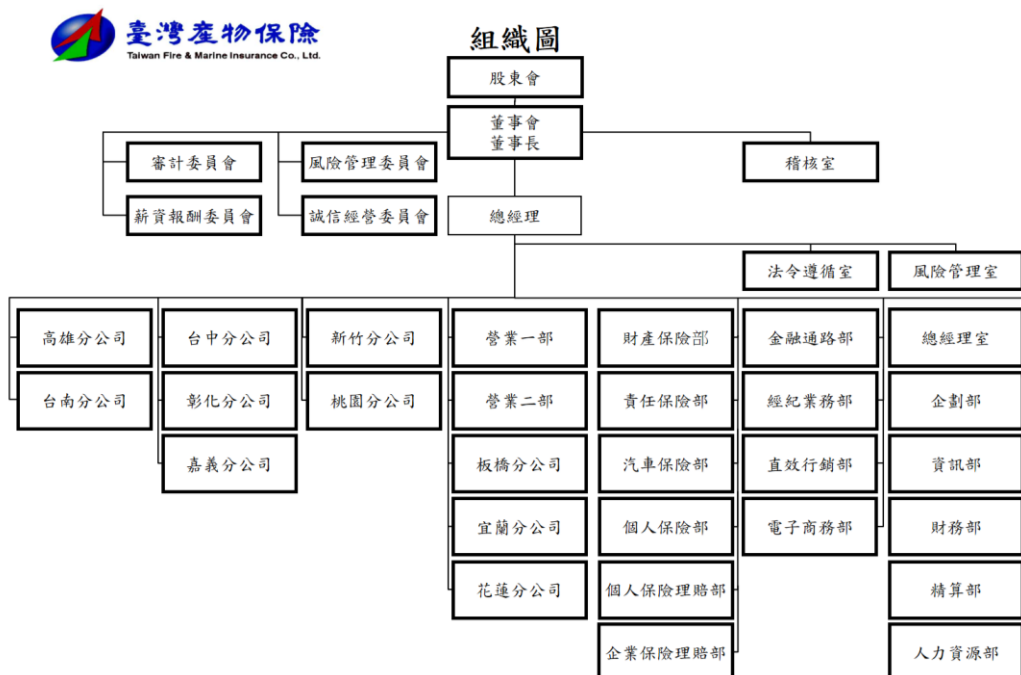 臺灣產物保險
Taiwan Fire & Marine Insurance Co., Ltd.
組織圖
股東會
董事會
董事長
審計委員會
風險管理委員會
稽核室
薪資報酬委員會
誠信經營委員會
總經理
法令遵循室
風險管理室
高雄分公司
台中分公司
新竹分公司
營業一部
財產保險部
金融通路部
總經理室
台南分公司
彰化分公司
桃園分公司
營業二部
責任保險部
經紀業務部
企劃部
嘉義分公司
板橋分公司
汽車保險部
直效行銷部
資訊部
宜蘭分公司
個人保險部
電子商務部
財務部
花蓮分公司
個人保險理賠部
精算部
企業保險理賠部
人力資源部